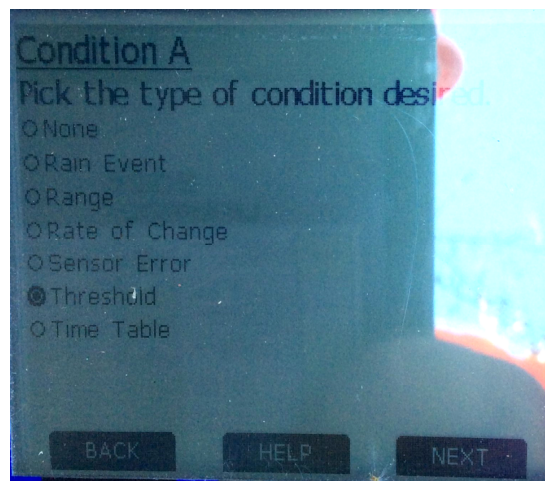 Condition A
Pick the type of condition desired.
None
Rain Event
Range
Rate of Change
Sensor Error
Threshold
Time Table
BACK HELP NEXT